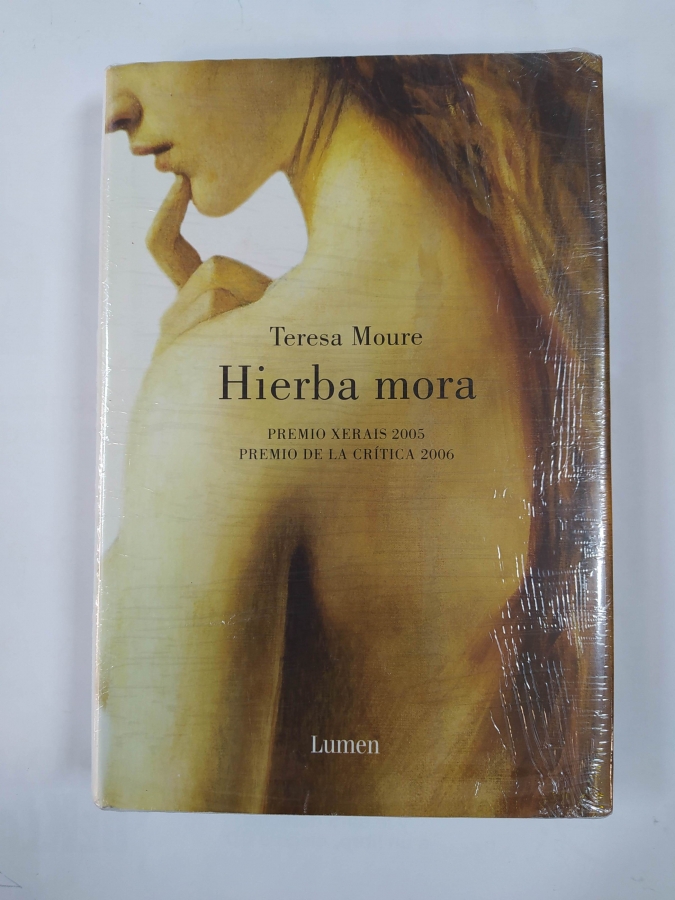 Teresa Moure
Hierba mora
PREMIO XERAIS 2005
PREMIO DE LA CRÍTICA 2006
Lumen